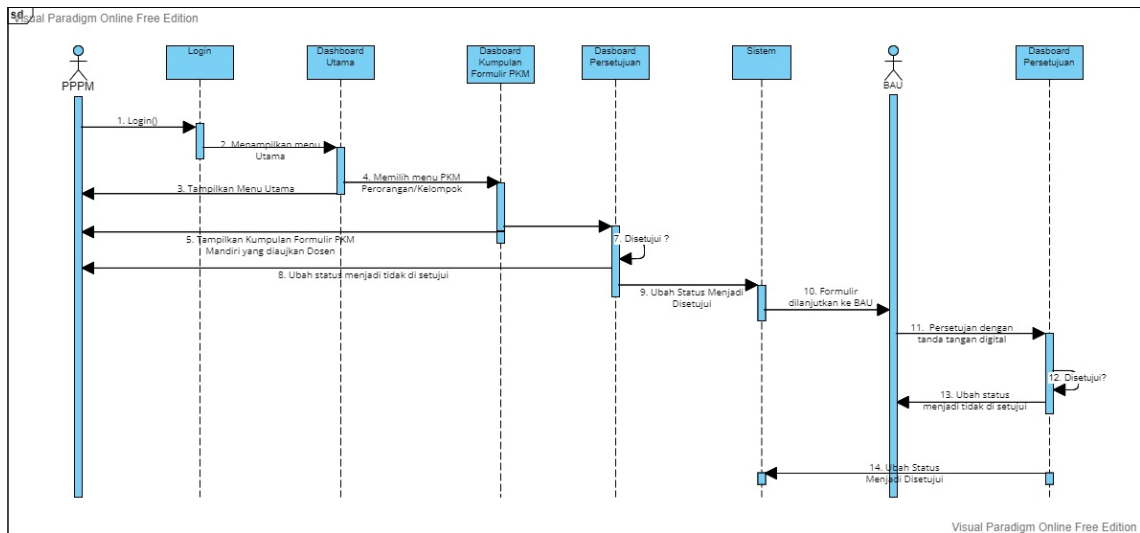 sd
Visual Paradigm Online Free Edition
PPPM
Login
Dashboard
Utama
Dasboard
Kumpulan
Formulir PKM
Dasboard
Persetujuan
Sistem
BAU
Dasboard
Persetujuan
1. Login()
2. Menampilkan menu
Utama
3. Tampilkan Menu Utama
4. Memilih menu PKM
Perorangan/Kelompok
5. Tampilkan Kumpulan Formulir PKM
Mandiri yang diaujkan Dosen
7. Disetujui ?
8. Ubah status menjadi tidak di setujui
9. Ubah Status Menjadi
Disetujui
10. Formulir
dilanjutkan ke BAU
11. Persetujan dengan
tanda tangan digital
12. Disetujui?
13. Ubah status
menjadi tidak di setujui
14. Ubah Status
Menjadi Disetujui
Visual Paradigm Online Free Edition